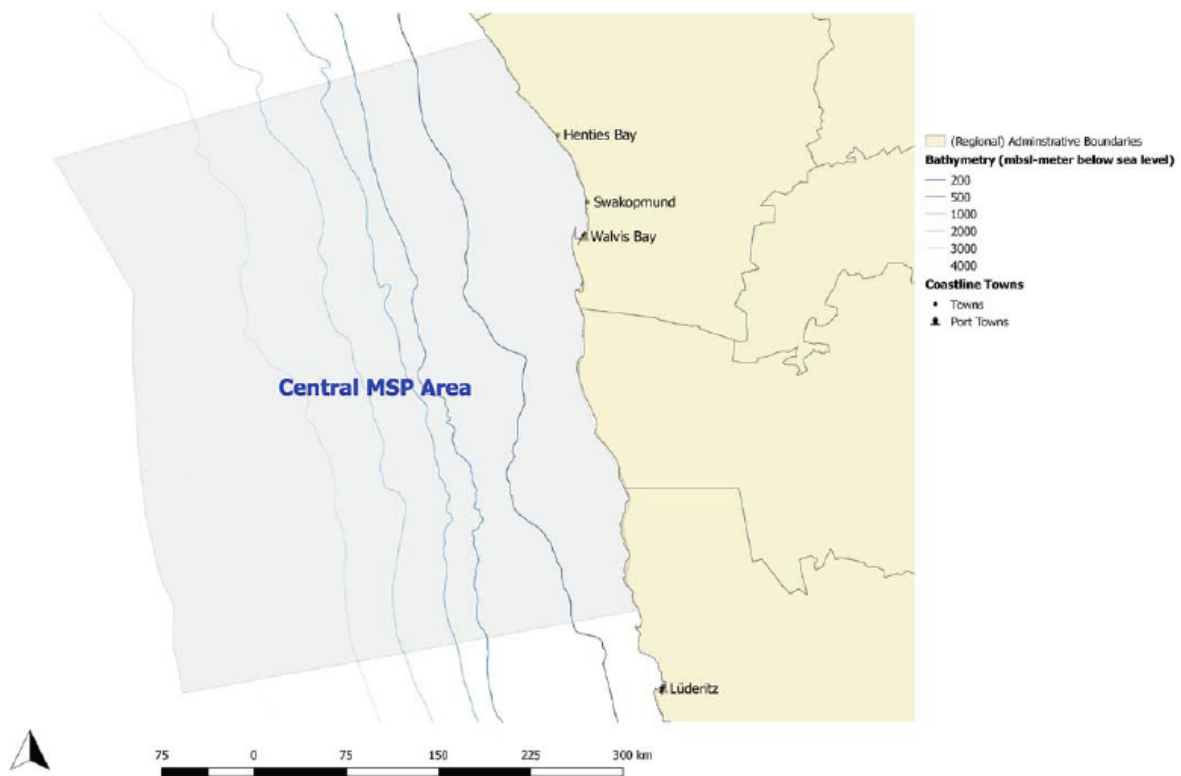 Henties Bay
Swakopmund
Walvis Bay
Central MSP Area
Lüderitz
(Regional) Adminstrative Boundaries
Bathymetry (mbsl-meter below sea level)
200
500
1000
2000
3000
4000
Coastline Towns
Towns
Port Towns
75 0 75 150 225 300 km